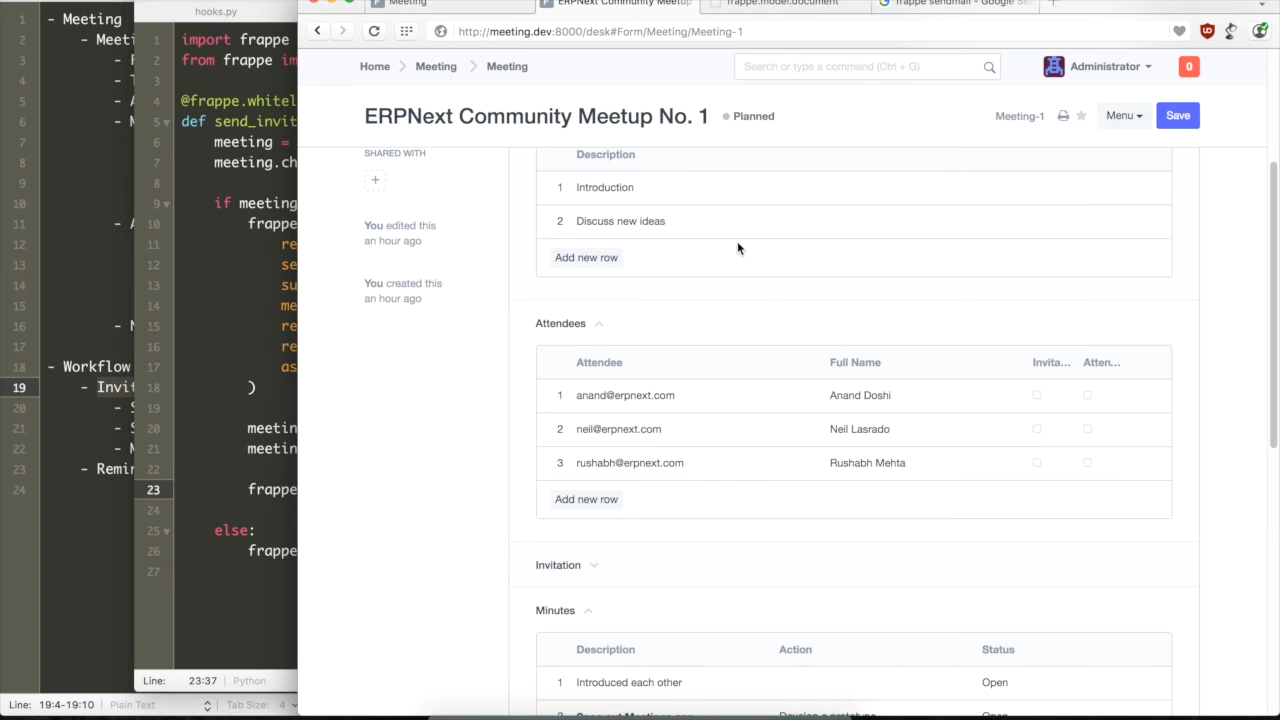 1
2
3
4
5
6
7
8
9
10
11
12
13
14
15
16
17
18
19
20
21
22
23
24
- Meeting
- Meeti
- F
- T
- A
- M
- A
- N
- Workflow
- Invit
- S
- S
- M
- Remin
Line: 19:4-19:10 Plain Text Tab Size: 4
hooks.py
1 import frappe
2 from frappe im
3
4 @frappe.whitel
5 def send_invit
6 meeting =
7 meeting.ch
8
9 if meeting
10 frappe
11 re
12 se
13 su
14 me
15 re
16 re
17 as
18 )
19
20 meetin
21 meetin
22
23 frappe
24
25 else:
26 frappe
27
Line: 23:37 Python
Meeting
ERPNext Community Meetup
frappe.model.document
frappe sendmail - Google Se
http://meeting.dev:8000/desk#Form/Meeting/Meeting-1
Home Meeting Meeting
Search or type a command (Ctrl + G)
Administrator
0
ERPNext Community Meetup No. 1
Planned
Meeting-1
Menu
Save
SHARED WITH
+
You edited this
an hour ago
You created this
an hour ago
Description
1 Introduction
2 Discuss new ideas
Add new row
Attendees
Attendee Full Name Invita... Atten...
1 anand@erpnext.com Anand Doshi
2 neil@erpnext.com Neil Lasrado
3 rushabh@erpnext.com Rushabh Mehta
Add new row
Invitation
Minutes
Description Action Status
1 Introduced each other Open